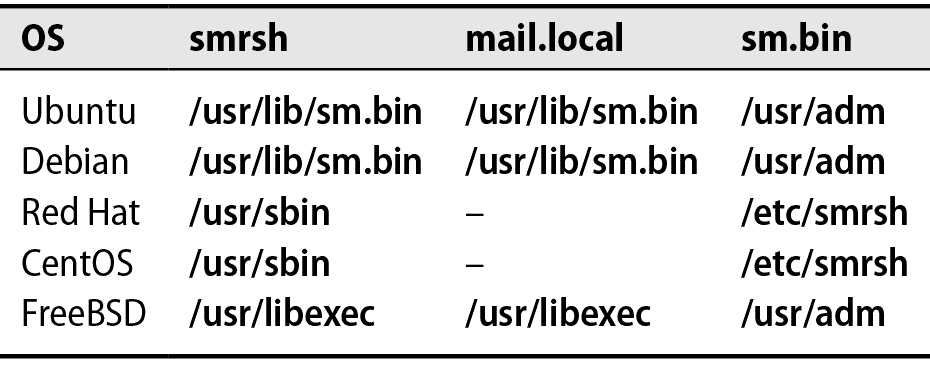 OS smrsh mail.local sm.bin
Ubuntu /usr/lib/sm.bin /usr/lib/sm.bin /usr/adm
Debian /usr/lib/sm.bin /usr/lib/sm.bin /usr/adm
Red Hat /usr/sbin – /etc/smrsh
CentOS /usr/sbin – /etc/smrsh
FreeBSD /usr/libexec /usr/libexec /usr/adm